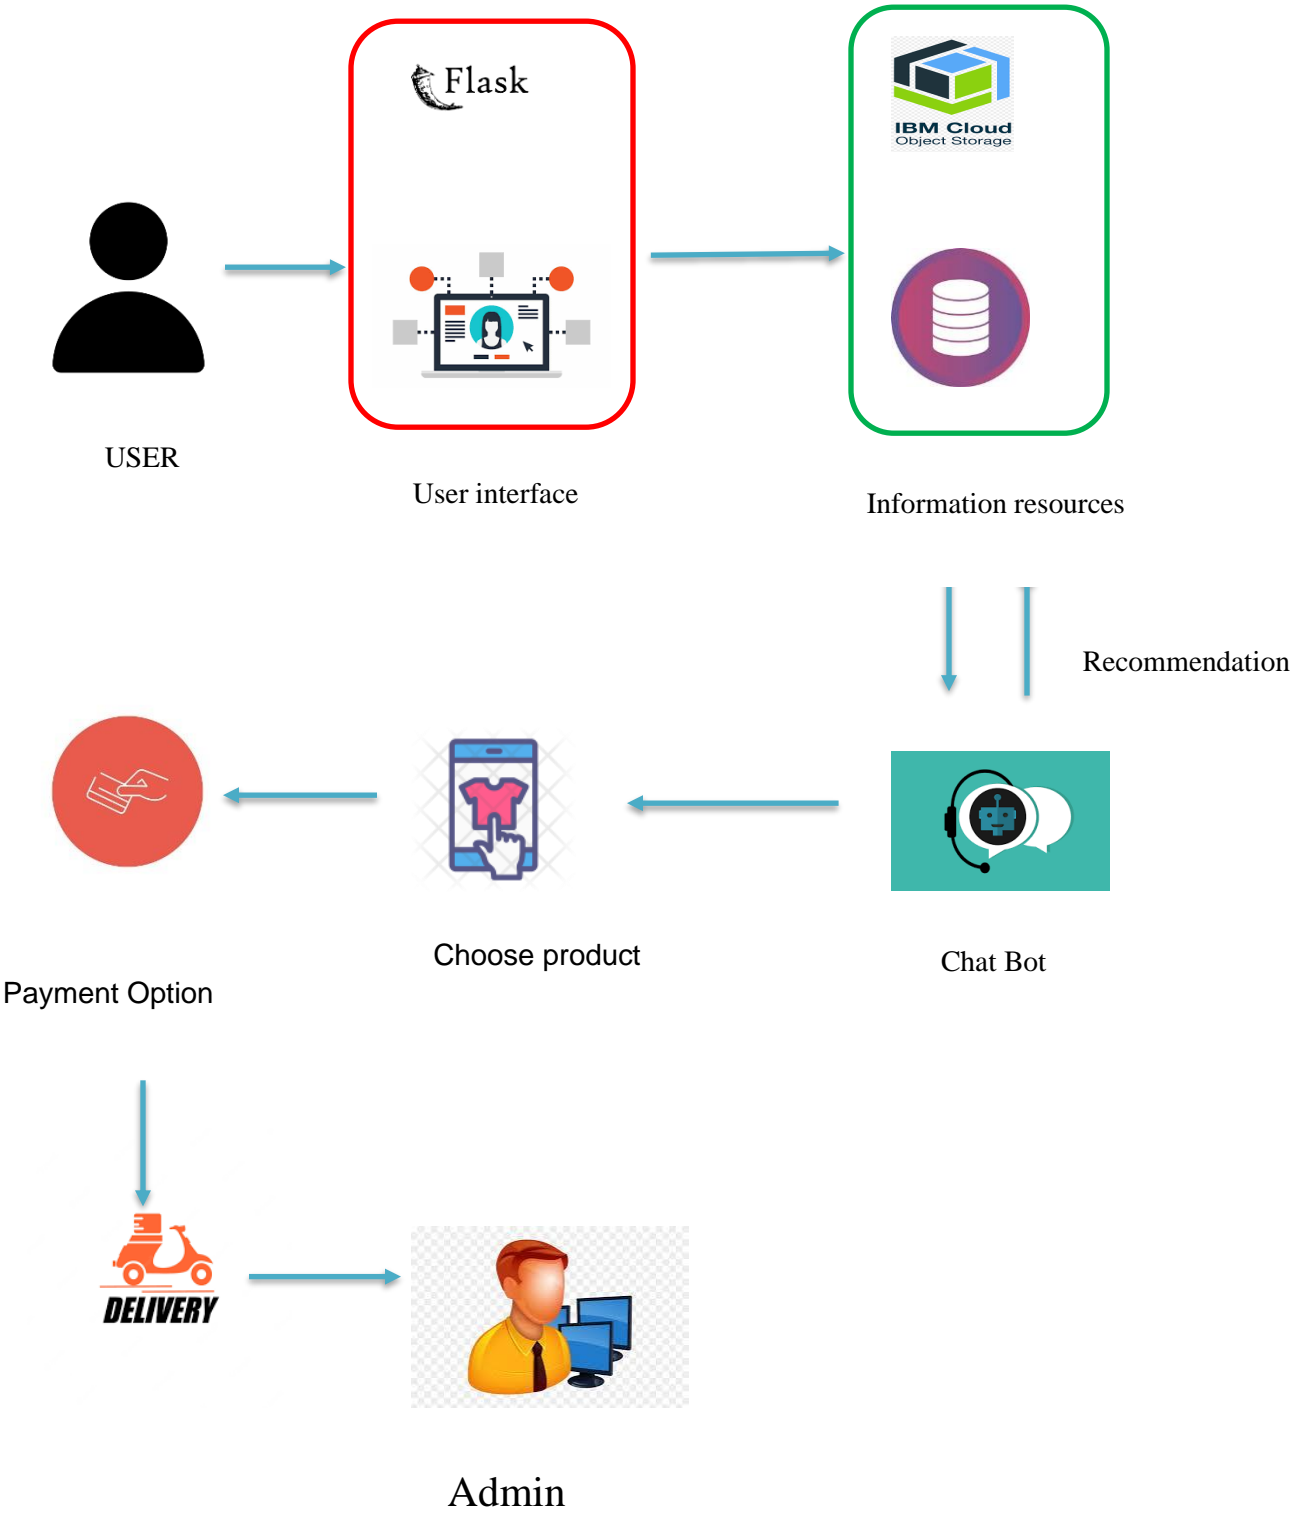 Flask
IBM Cloud
Object Storage
USER
User interface
Information resources
Recommendation
Choose product
Chat Bot
Payment Option
DELIVERY
Admin